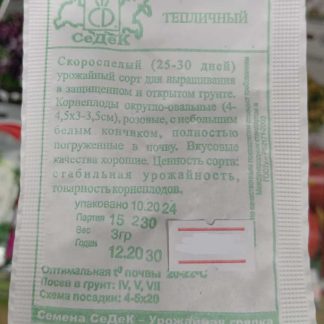 ТЕПЛИЧНЫЙ
СеДеК
Скороспелый (25-30 дней)
урожайный сорт для выращивания
в защищенном и открытом грунте.
Корнеплоды округло-овальные (4-
4,5х3-3,5см), розовые, с небольшим
белым кончиком, полностью
погруженные в почву. Вкусовые
качества хорошие. Ценность сорта:
стабильная урожайность,
товарность корнеплодов.
упаковано 10.2024
Партия 15 230
Вес 3гр
Годен 12.2030
Оптимальная t° почвы
Посев в грунт: IV, V, VII
Схема посадки: 4-5х20
Семена СеДеК – Урожайная грядка